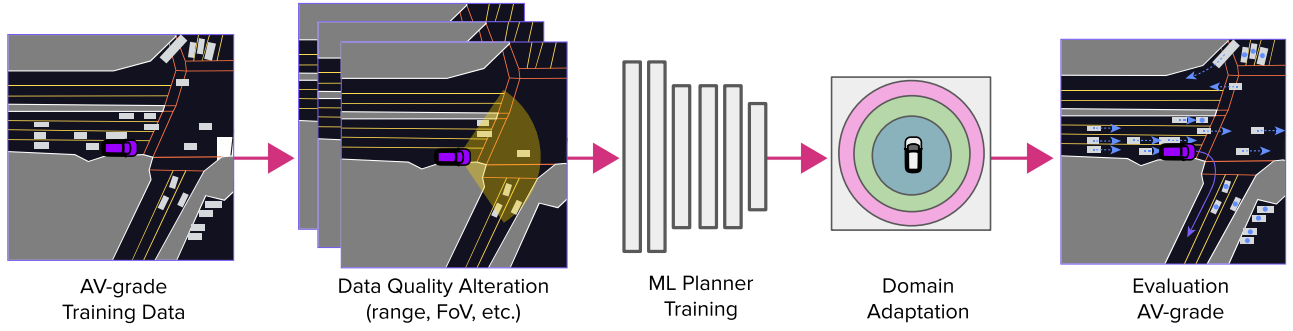 AV-grade
Training Data
Data Quality Alteration
(range, FoV, etc.)
ML Planner
Training
Domain
Adaptation
Evaluation
AV-grade